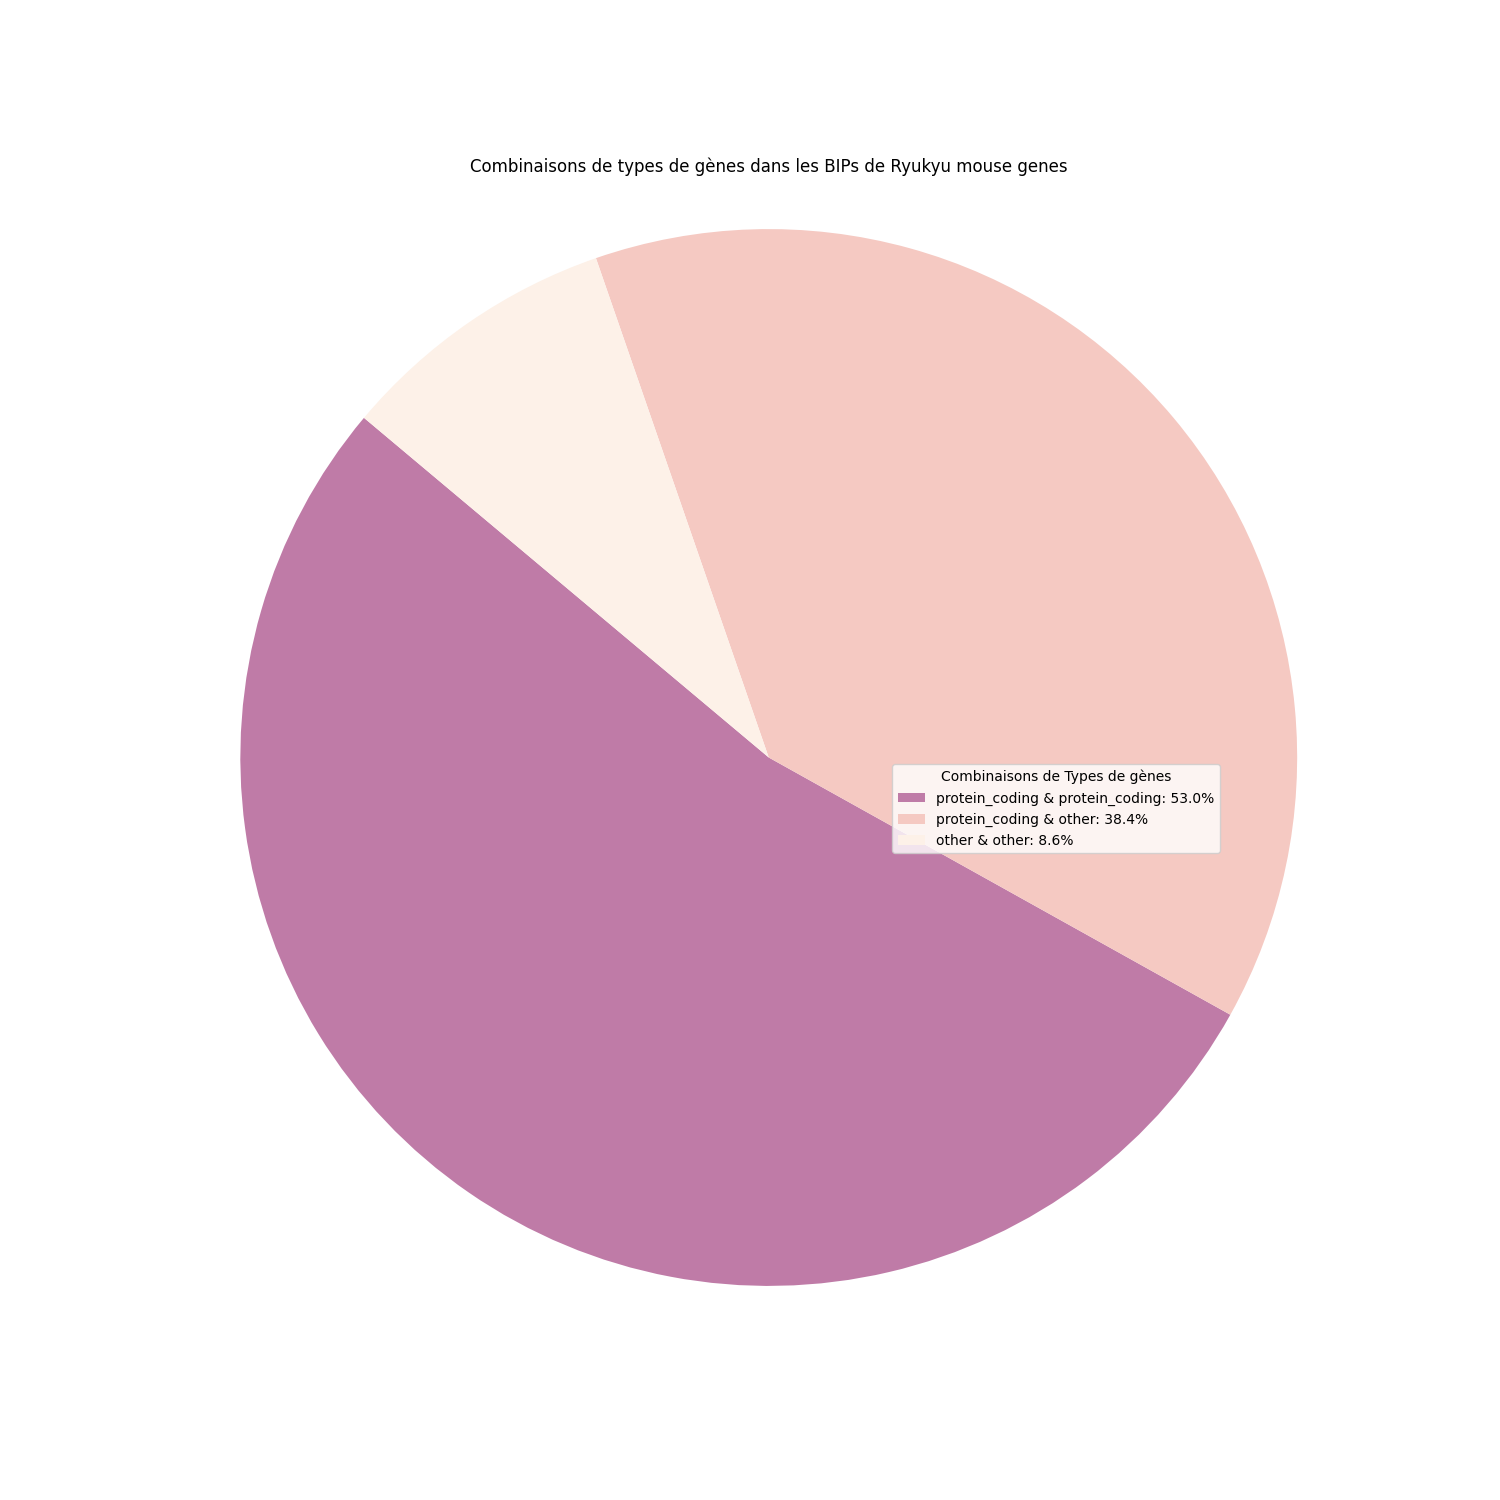 Combinaisons de types de gènes dans les BIPs de Ryukyu mouse genes
Combinaisons de Types de gènes
protein_coding & protein_coding: 53.0%
protein_coding & other: 38.4%
other & other: 8.6%